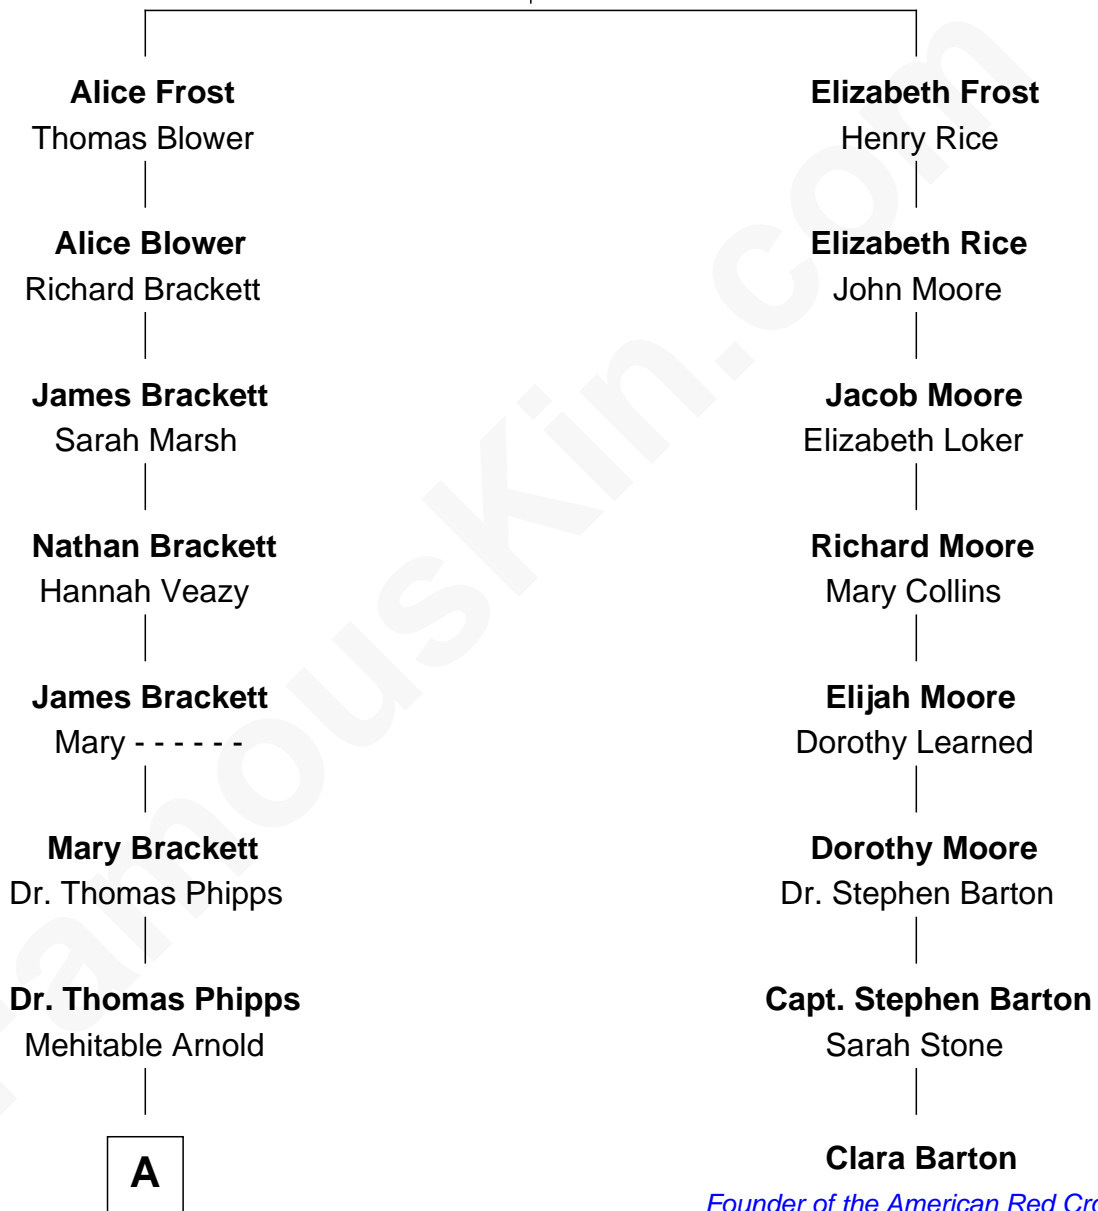 Alice Frost
Thomas Blower
Elizabeth Frost
Henry Rice
Alice Blower
Richard Brackett
Elizabeth Rice
John Moore
James Brackett
Sarah Marsh
Jacob Moore
Elizabeth Loker
Nathan Brackett
Hannah Veazy
Richard Moore
Mary Collins
James Brackett
Mary - - - - - -
Elijah Moore
Dorothy Learned
Mary Brackett
Dr. Thomas Phipps
Dorothy Moore
Dr. Stephen Barton
Dr. Thomas Phipps
Mehitable Arnold
Capt. Stephen Barton
Sarah Stone
A
Clara Barton
Founder of the American Red Cro
FamousKin.com